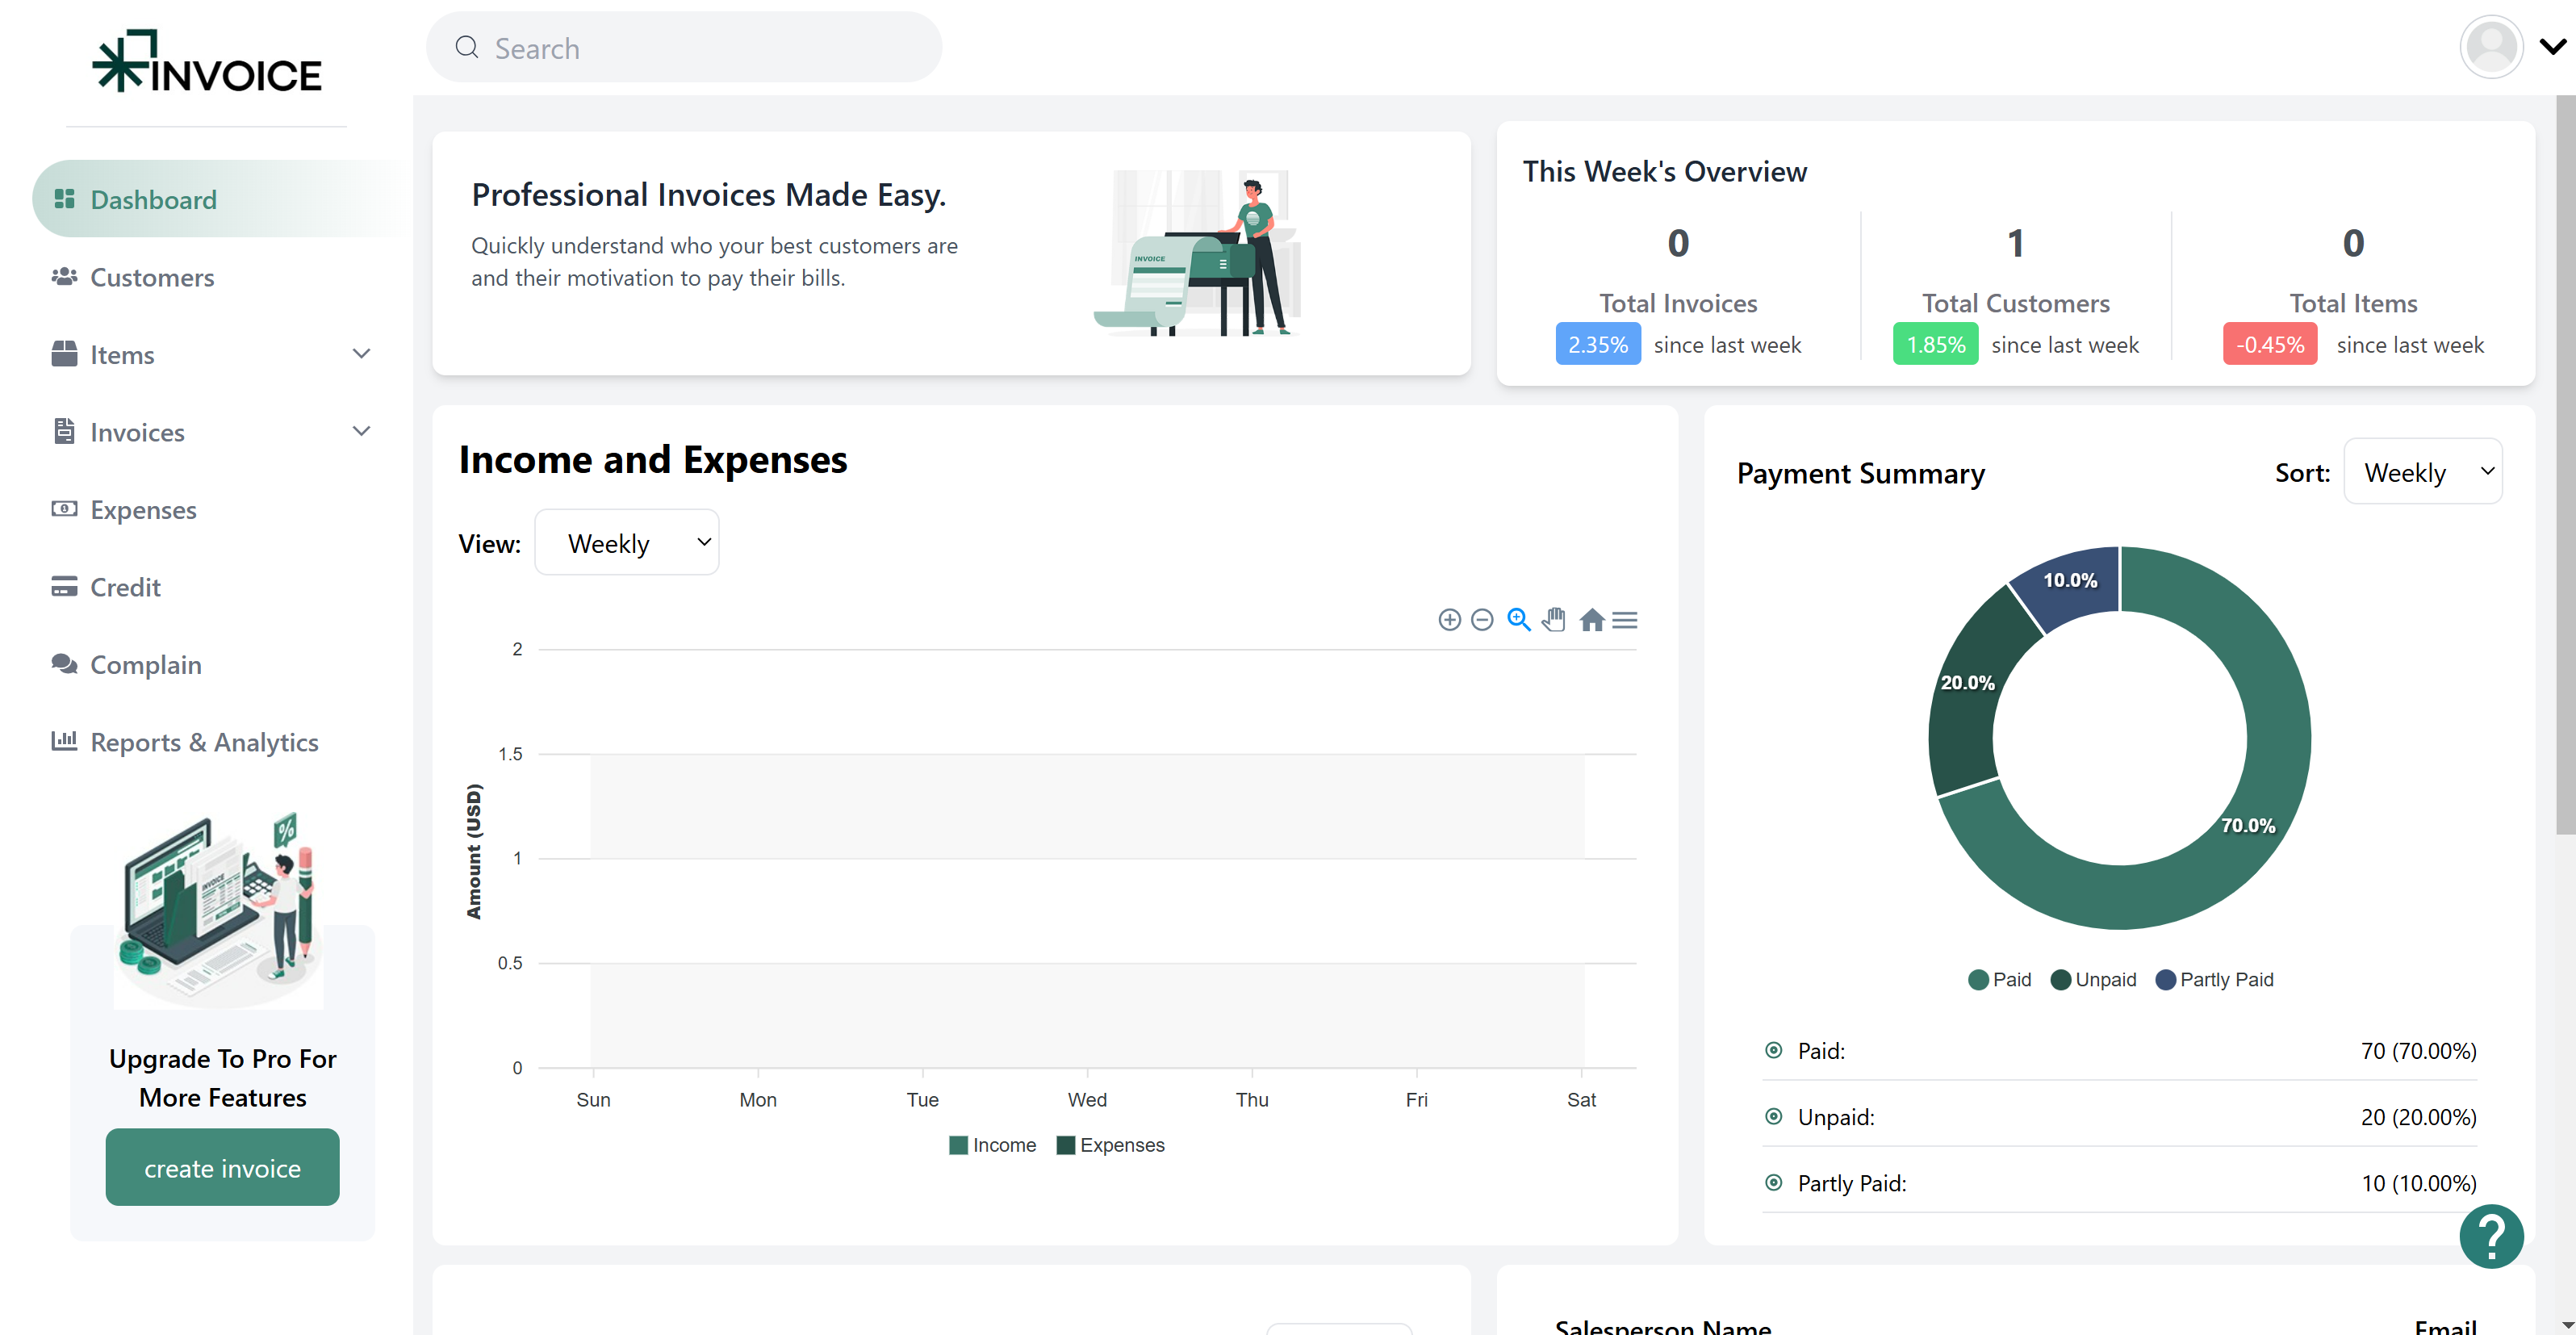 INVOICE
Search
Dashboard
Customers
Items
Invoices
Expenses
Credit
Complain
Reports & Analytics
%
INVOICE
Upgrade To Pro For
More Features
create invoice
Professional Invoices Made Easy.
Quickly understand who your best customers are
and their motivation to pay their bills.
INVOICE
This Week's Overview
0
Total Invoices
2.35% since last week
1
Total Customers
1.85% since last week
0
Total Items
-0.45% since last week
Income and Expenses
View: Weekly
2
1.5
1
0.5
0
Amount (USD)
Sun Mon Tue Wed Thu Fri Sat
Income Expenses
Payment Summary
Sort: Weekly
10.0%
20.0%
70.0%
Paid Unpaid Partly Paid
Paid: 70 (70.00%)
Unpaid: 20 (20.00%)
Partly Paid: 10 (10.00%)
?
Salesperson Name Email